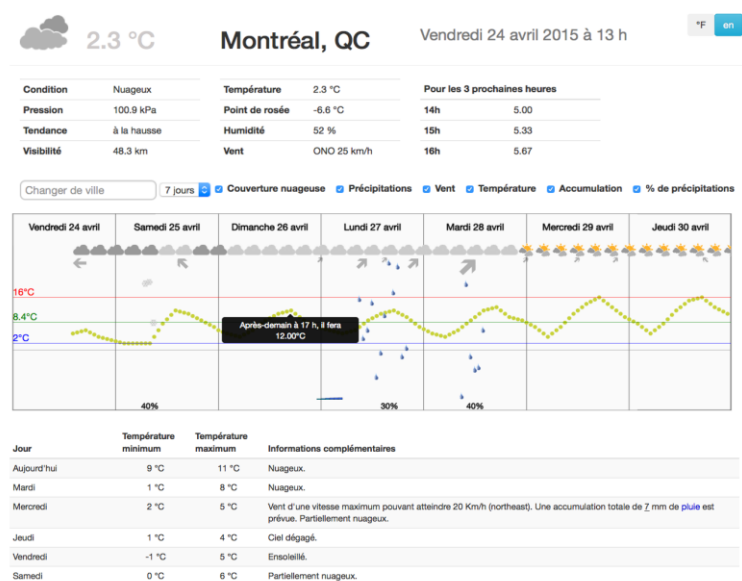 2.3 °C
Montréal, QC
Vendredi 24 avril 2015 à 13 h
°F
en
Condition Nuageux
Pression 100.9 kPa
Tendance à la hausse
Visibilité 48.3 km
Température 2.3 °C
Point de rosée -6.6 °C
Humidité 52 %
Vent ONO 25 km/h
Pour les 3 prochaines heures
14h 5.00
15h 5.33
16h 5.67
Changer de ville
7 jours
Couverture nuageuse
Précipitations
Vent
Température
Accumulation
% de précipitations
Vendredi 24 avril
Samedi 25 avril
Dimanche 26 avril
Lundi 27 avril
Mardi 28 avril
Mercredi 29 avril
Jeudi 30 avril
16°C
8.4°C
2°C
Après-demain à 17 h, il fera
12.00°C
40%
30%
40%
Jour Température minimum Température maximum Informations complémentaires
Aujourd'hui 9 °C 11 °C Nuageux.
Mardi 1 °C 8 °C Nuageux.
Mercredi 2 °C 5 °C Vent d'une vitesse maximum pouvant atteindre 20 Km/h (northeast). Une accumulation totale de 7 mm de pluie est
prévue. Partiellement nuageux.
Jeudi 1 °C 4 °C Ciel dégagé.
Vendredi -1 °C 5 °C Ensoleillé.
Samedi 0 °C 6 °C Partiellement nuageux.